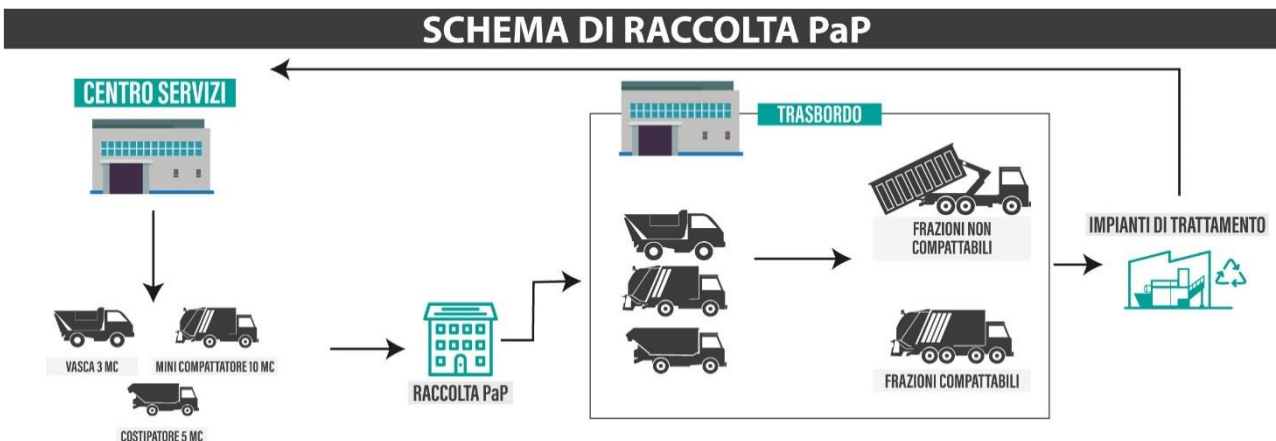 SCHEMA DI RACCOLTA PaP
CENTRO SERVIZI
VASCA 3 MC
MINI COMPATTATORE 10 MC
COSTIPATORE 5 MC
RACCOLTA PaP
TRASBORDO
FRAZIONI NON
COMPATTABILI
FRAZIONI COMPATTABILI
IMPIANTI DI TRATTAMENTO